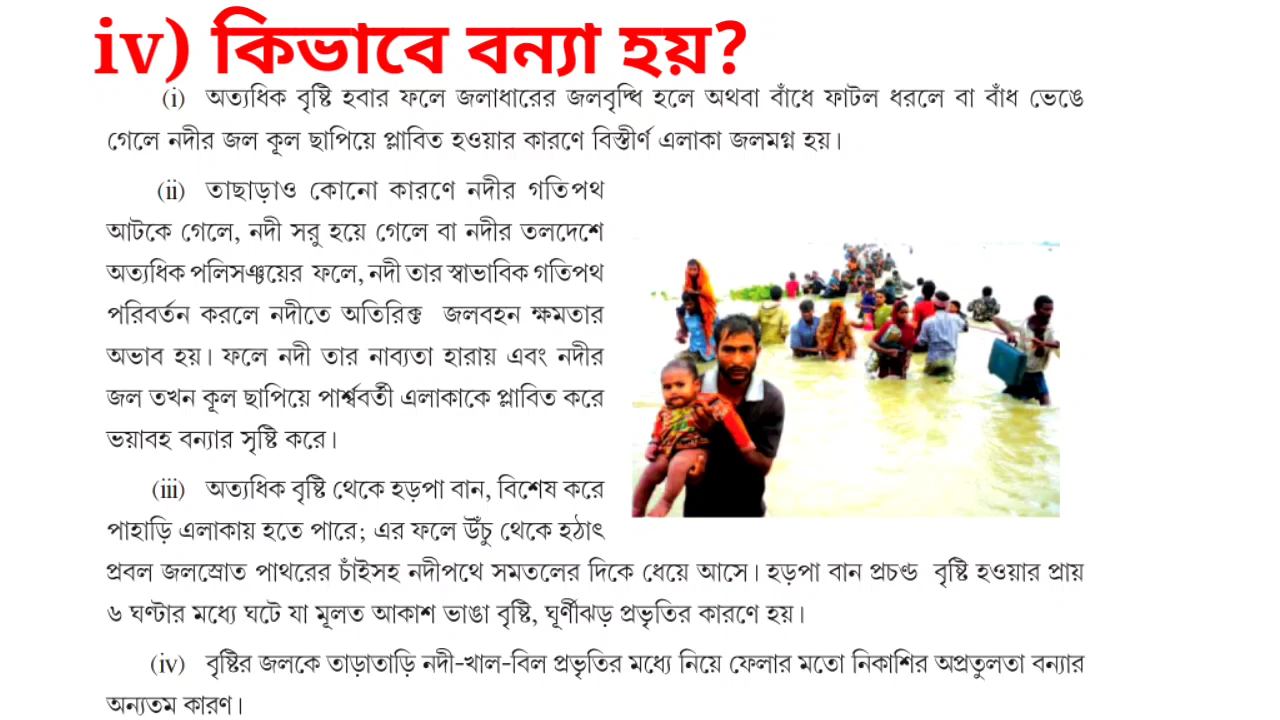 iv) কিভাবে বন্যা হয়?
(i) অত্যধিক বৃষ্টি হবার ফলে জলাধারের জলবৃদ্ধি হলে অথবা বাঁধে ফাটল ধরলে বা বাঁধ ভেঙে
গেলে নদীর জল কূল ছাপিয়ে প্লাবিত হওয়ার কারণে বিস্তীর্ণ এলাকা জলমগ্ন হয়।
(ii) তাছাড়াও কোনো কারণে নদীর গতিপথ
আটকে গেলে, নদী সরু হয়ে গেলে বা নদীর তলদেশে
অত্যধিক পলিসঞ্চয়ের ফলে, নদী তার স্বাভাবিক গতিপথ
পরিবর্তন করলে নদীতে অতিরিক্ত জলবহন ক্ষমতার
অভাব হয়। ফলে নদী তার নাব্যতা হারায় এবং নদীর
জল তখন কূল ছাপিয়ে পার্শ্ববর্তী এলাকাকে প্লাবিত করে
ভয়াবহ বন্যার সৃষ্টি করে।
(iii) অত্যধিক বৃষ্টি থেকে হড়পা বান, বিশেষ করে
পাহাড়ি এলাকায় হতে পারে; এর ফলে উঁচু থেকে হঠাৎ
প্রবল জলস্রোত পাথরের চাঁইসহ নদীপথে সমতলের দিকে ধেয়ে আসে। হড়পা বান প্রচণ্ড বৃষ্টি হওয়ার প্রায়
৬ ঘণ্টার মধ্যে ঘটে যা মূলত আকাশ ভাঙা বৃষ্টি, ঘূর্ণীঝড় প্রভৃতির কারণে হয়।
(iv) বৃষ্টির জলকে তাড়াতাড়ি নদী-খাল-বিল প্রভৃতির মধ্যে নিয়ে ফেলার মতো নিকাশির অপ্রতুলতা বন্যার
অন্যতম কারণ।